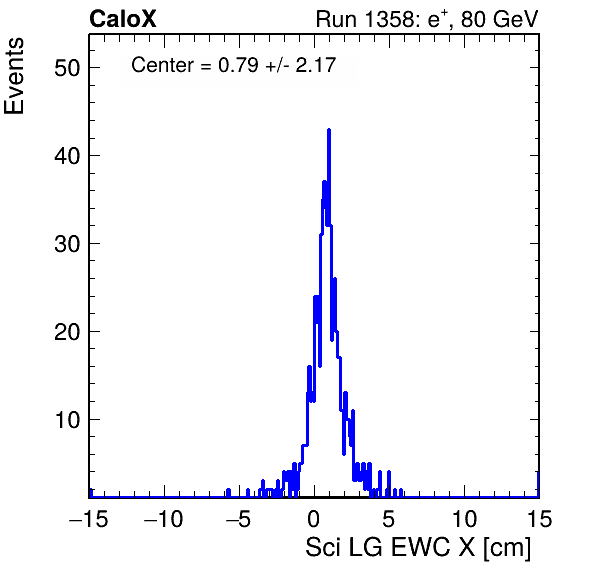 CaloX
Run 1358: e+, 80 GeV
Center = 0.79 +/- 2.17
Events
50
40
30
20
10
−15 −10 −5 0 5 10 15
Sci LG EWC X [cm]